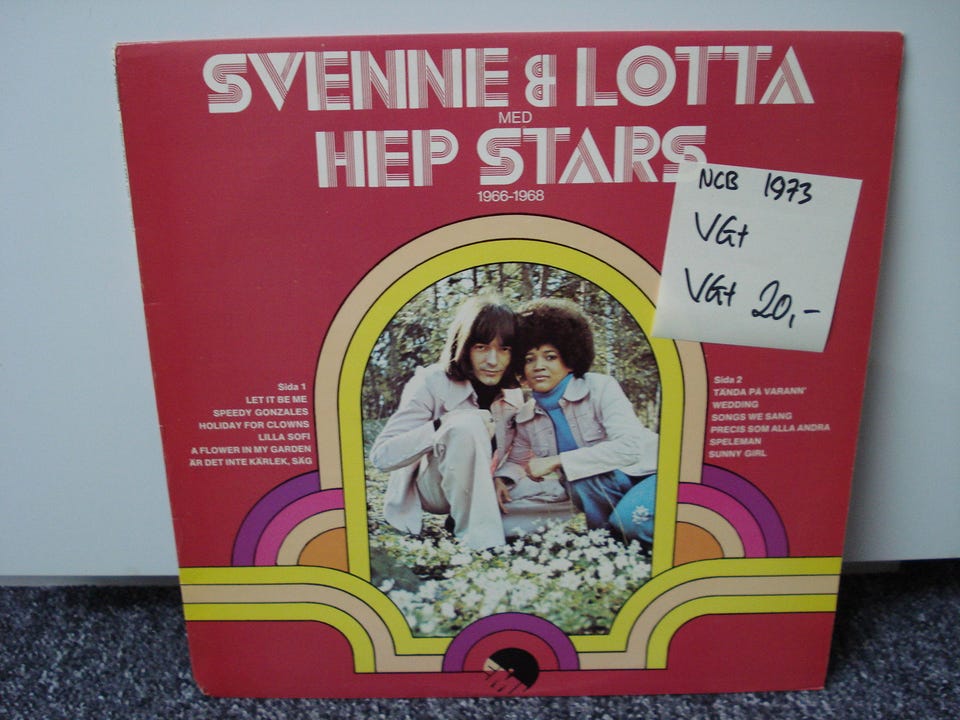 SVENNE & LOTTA
MED
HEP STARS
1966-1968
NCB 1973
VG+
VG+ 20,-
Sida 1
LET IT BE ME
SPEEDY GONZALES
HOLIDAY FOR CLOWNS
LILLA SOFI
A FLOWER IN MY GARDEN
ÄR DET INTE KÄRLEK, SÄG
Sida 2
TÄNDA PÅ VARANN'
WEDDING
SONGS WE SANG
PRECIS SOM ALLA ANDRA
SPELEMAN
SUNNY GIRL
EMI